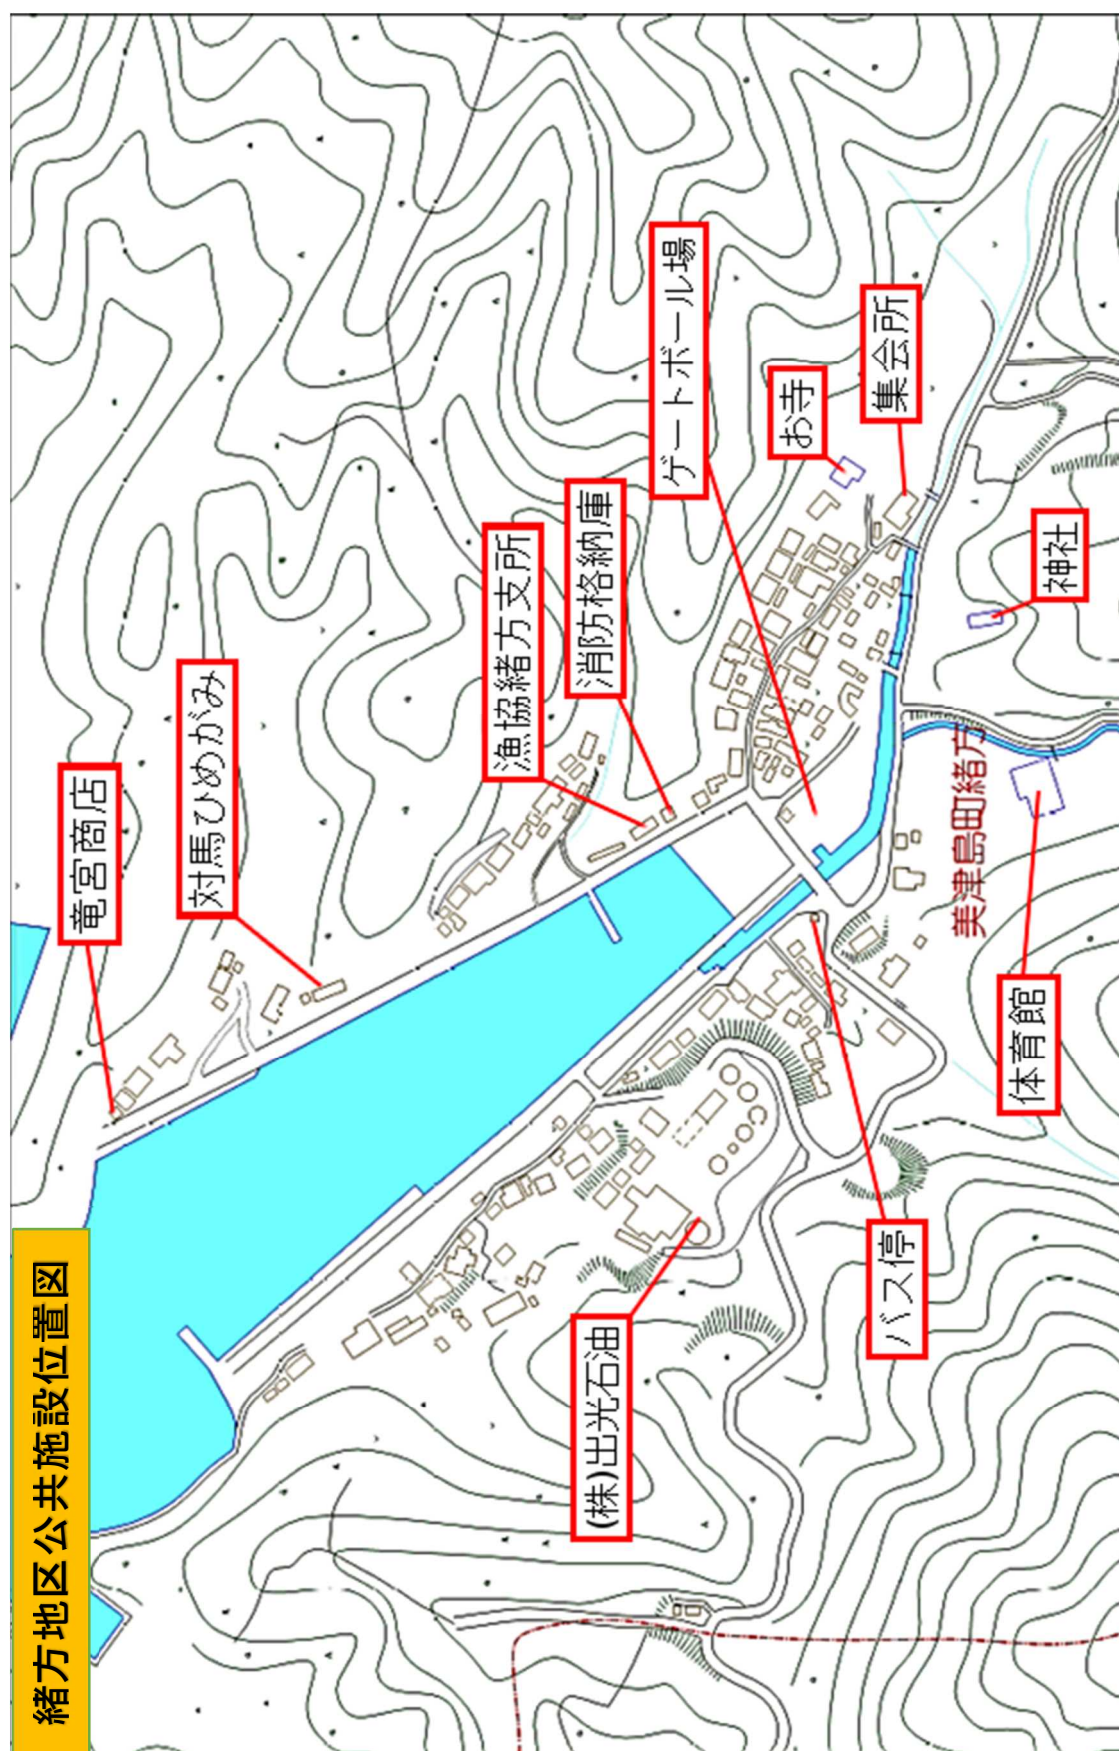 緒方地区公共施設位置図
竜宮商店
対馬ひめがみ
漁協緒方支所
消防格納庫
ゲートボール場
お寺
集会所
(株)出光石油
バス停
体育館
神社
美津島町緒方